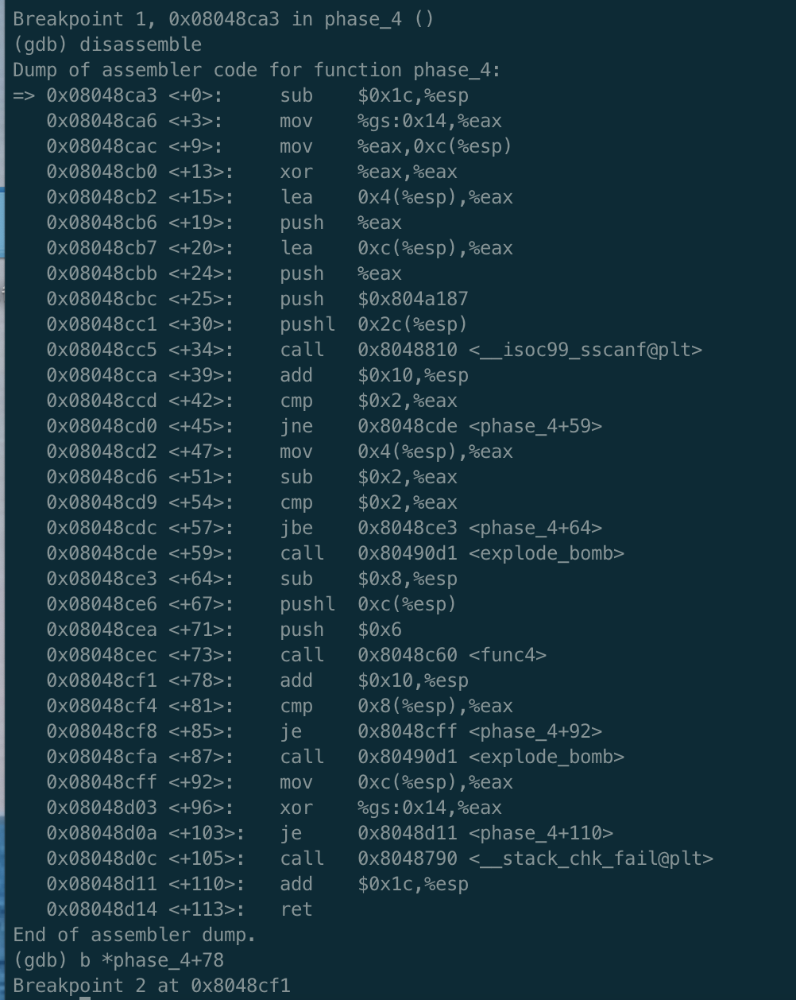 Breakpoint 1, 0x08048ca3 in phase_4 ()
(gdb) disassemble
Dump of assembler code for function phase_4:
=> 0x08048ca3 <+0>:     sub    $0x1c,%esp
   0x08048ca6 <+3>:     mov    %gs:0x14,%eax
   0x08048cac <+9>:     mov    %eax,0xc(%esp)
   0x08048cb0 <+13>:    xor    %eax,%eax
   0x08048cb2 <+15>:    lea    0x4(%esp),%eax
   0x08048cb6 <+19>:    push   %eax
   0x08048cb7 <+20>:    lea    0xc(%esp),%eax
   0x08048cbb <+24>:    push   %eax
   0x08048cbc <+25>:    push   $0x804a187
   0x08048cc1 <+30>:    pushl  0x2c(%esp)
   0x08048cc5 <+34>:    call   0x8048810 <__isoc99_sscanf@plt>
   0x08048cca <+39>:    add    $0x10,%esp
   0x08048ccd <+42>:    cmp    $0x2,%eax
   0x08048cd0 <+45>:    jne    0x8048cde <phase_4+59>
   0x08048cd2 <+47>:    mov    0x4(%esp),%eax
   0x08048cd6 <+51>:    sub    $0x2,%eax
   0x08048cd9 <+54>:    cmp    $0x2,%eax
   0x08048cdc <+57>:    jbe    0x8048ce3 <phase_4+64>
   0x08048cde <+59>:    call   0x80490d1 <explode_bomb>
   0x08048ce3 <+64>:    sub    $0x8,%esp
   0x08048ce6 <+67>:    pushl  0xc(%esp)
   0x08048cea <+71>:    push   $0x6
   0x08048cec <+73>:    call   0x8048c60 <func4>
   0x08048cf1 <+78>:    add    $0x10,%esp
   0x08048cf4 <+81>:    cmp    0x8(%esp),%eax
   0x08048cf8 <+85>:    je     0x8048cff <phase_4+92>
   0x08048cfa <+87>:    call   0x80490d1 <explode_bomb>
   0x08048cff <+92>:    mov    0xc(%esp),%eax
   0x08048d03 <+96>:    xor    %gs:0x14,%eax
   0x08048d0a <+103>:   je     0x8048d11 <phase_4+110>
   0x08048d0c <+105>:   call   0x8048790 <__stack_chk_fail@plt>
   0x08048d11 <+110>:   add    $0x1c,%esp
   0x08048d14 <+113>:   ret
End of assembler dump.
(gdb) b *phase_4+78
Breakpoint 2 at 0x8048cf1